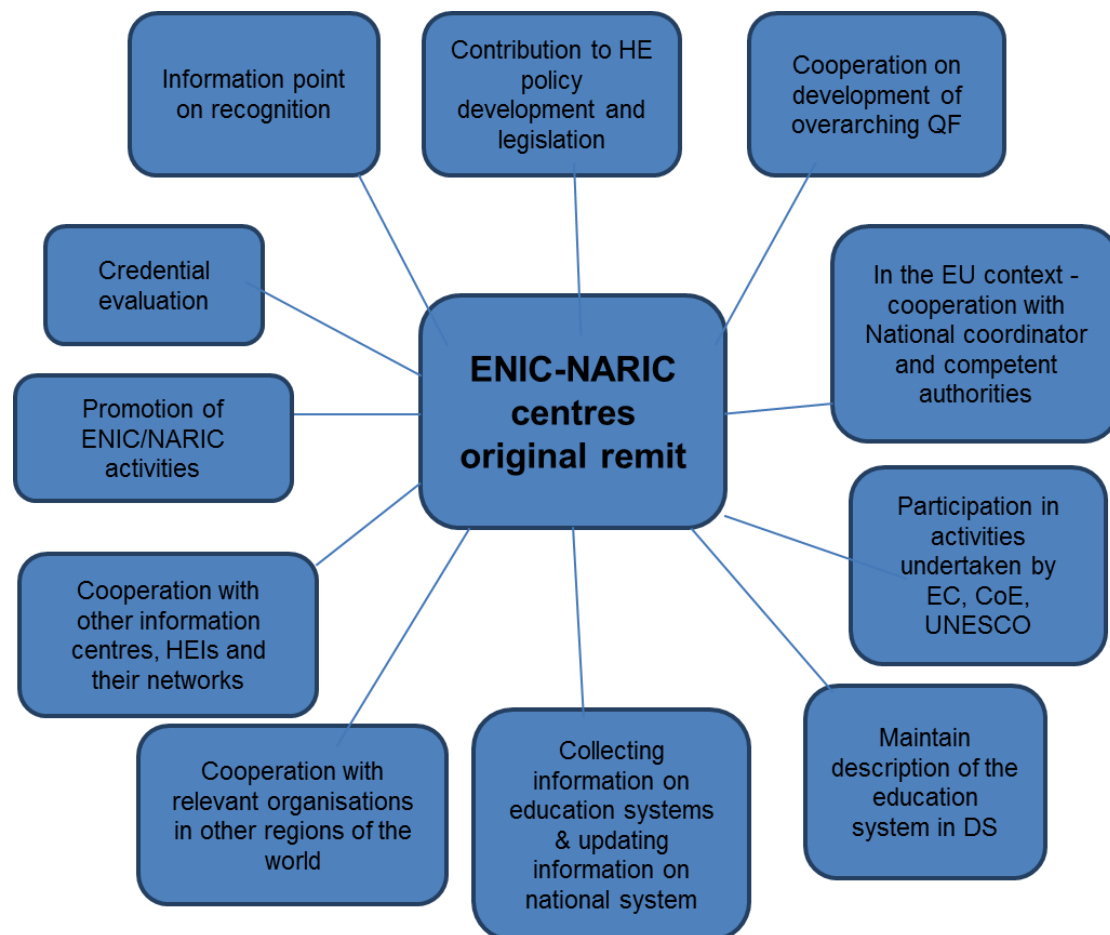 Information point
on recognition
Contribution to HE
policy
development and
legislation
Cooperation on
development of
overarching QF
Credential
evaluation
In the EU context -
cooperation with
National coordinator
and competent
authorities
ENIC-NARIC
centres
original remit
Promotion of
ENIC/NARIC
activities
Participation in
activities
undertaken by
EC, CoE,
UNESCO
Cooperation with
other information
centres, HEIs and
their networks
Cooperation with
relevant organisations
in other regions of the
world
Collecting
information on
education systems
& updating
information on
national system
Maintain
description of the
education
system in DS